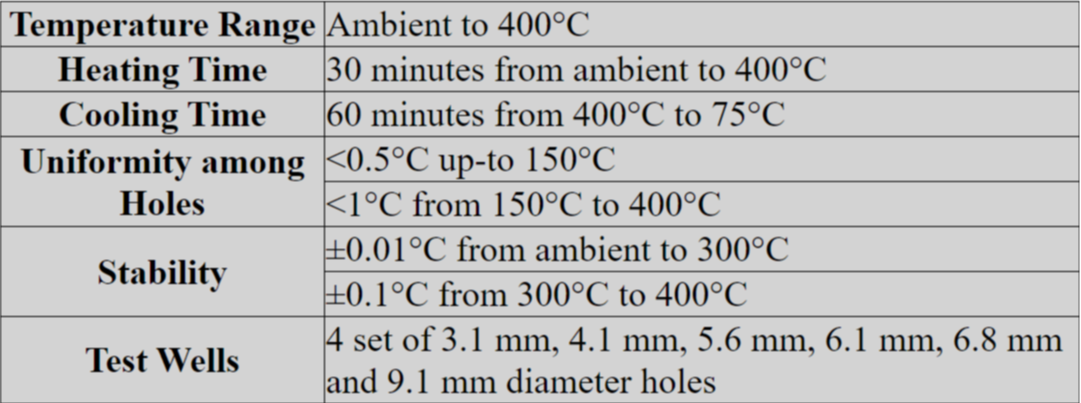 Temperature Range Ambient to 400°C
Heating Time 30 minutes from ambient to 400°C
Cooling Time 60 minutes from 400°C to 75°C
Uniformity among
Holes
<0.5°C up-to 150°C
<1°C from 150°C to 400°C
Stability
±0.01°C from ambient to 300°C
±0.1°C from 300°C to 400°C
Test Wells
4 set of 3.1 mm, 4.1 mm, 5.6 mm, 6.1 mm, 6.8 mm
and 9.1 mm diameter holes